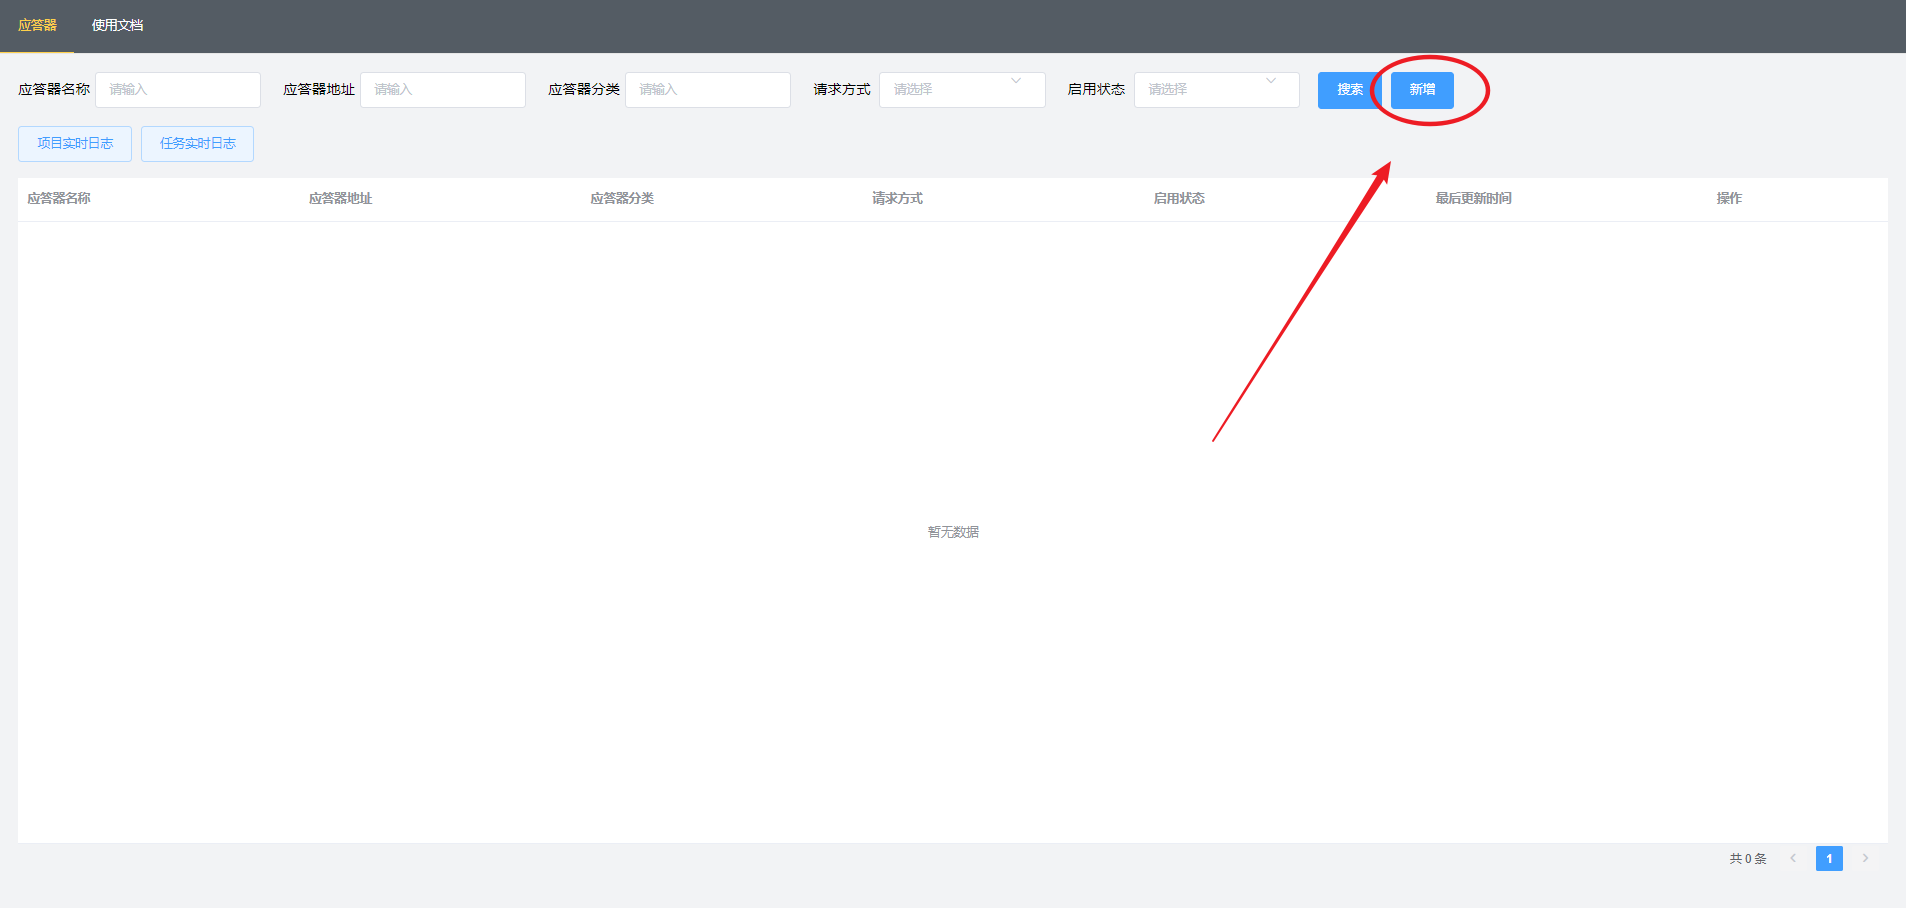 应答器 使用文档
应答器名称 请输入 应答器地址 请输入 应答器分类 请输入 请求方式 请选择 启用状态 请选择 搜索 新增
项目实时日志 任务实时日志
应答器名称 应答器地址 应答器分类 请求方式 启用状态 最后更新时间 操作
暂无数据
共 0 条 1